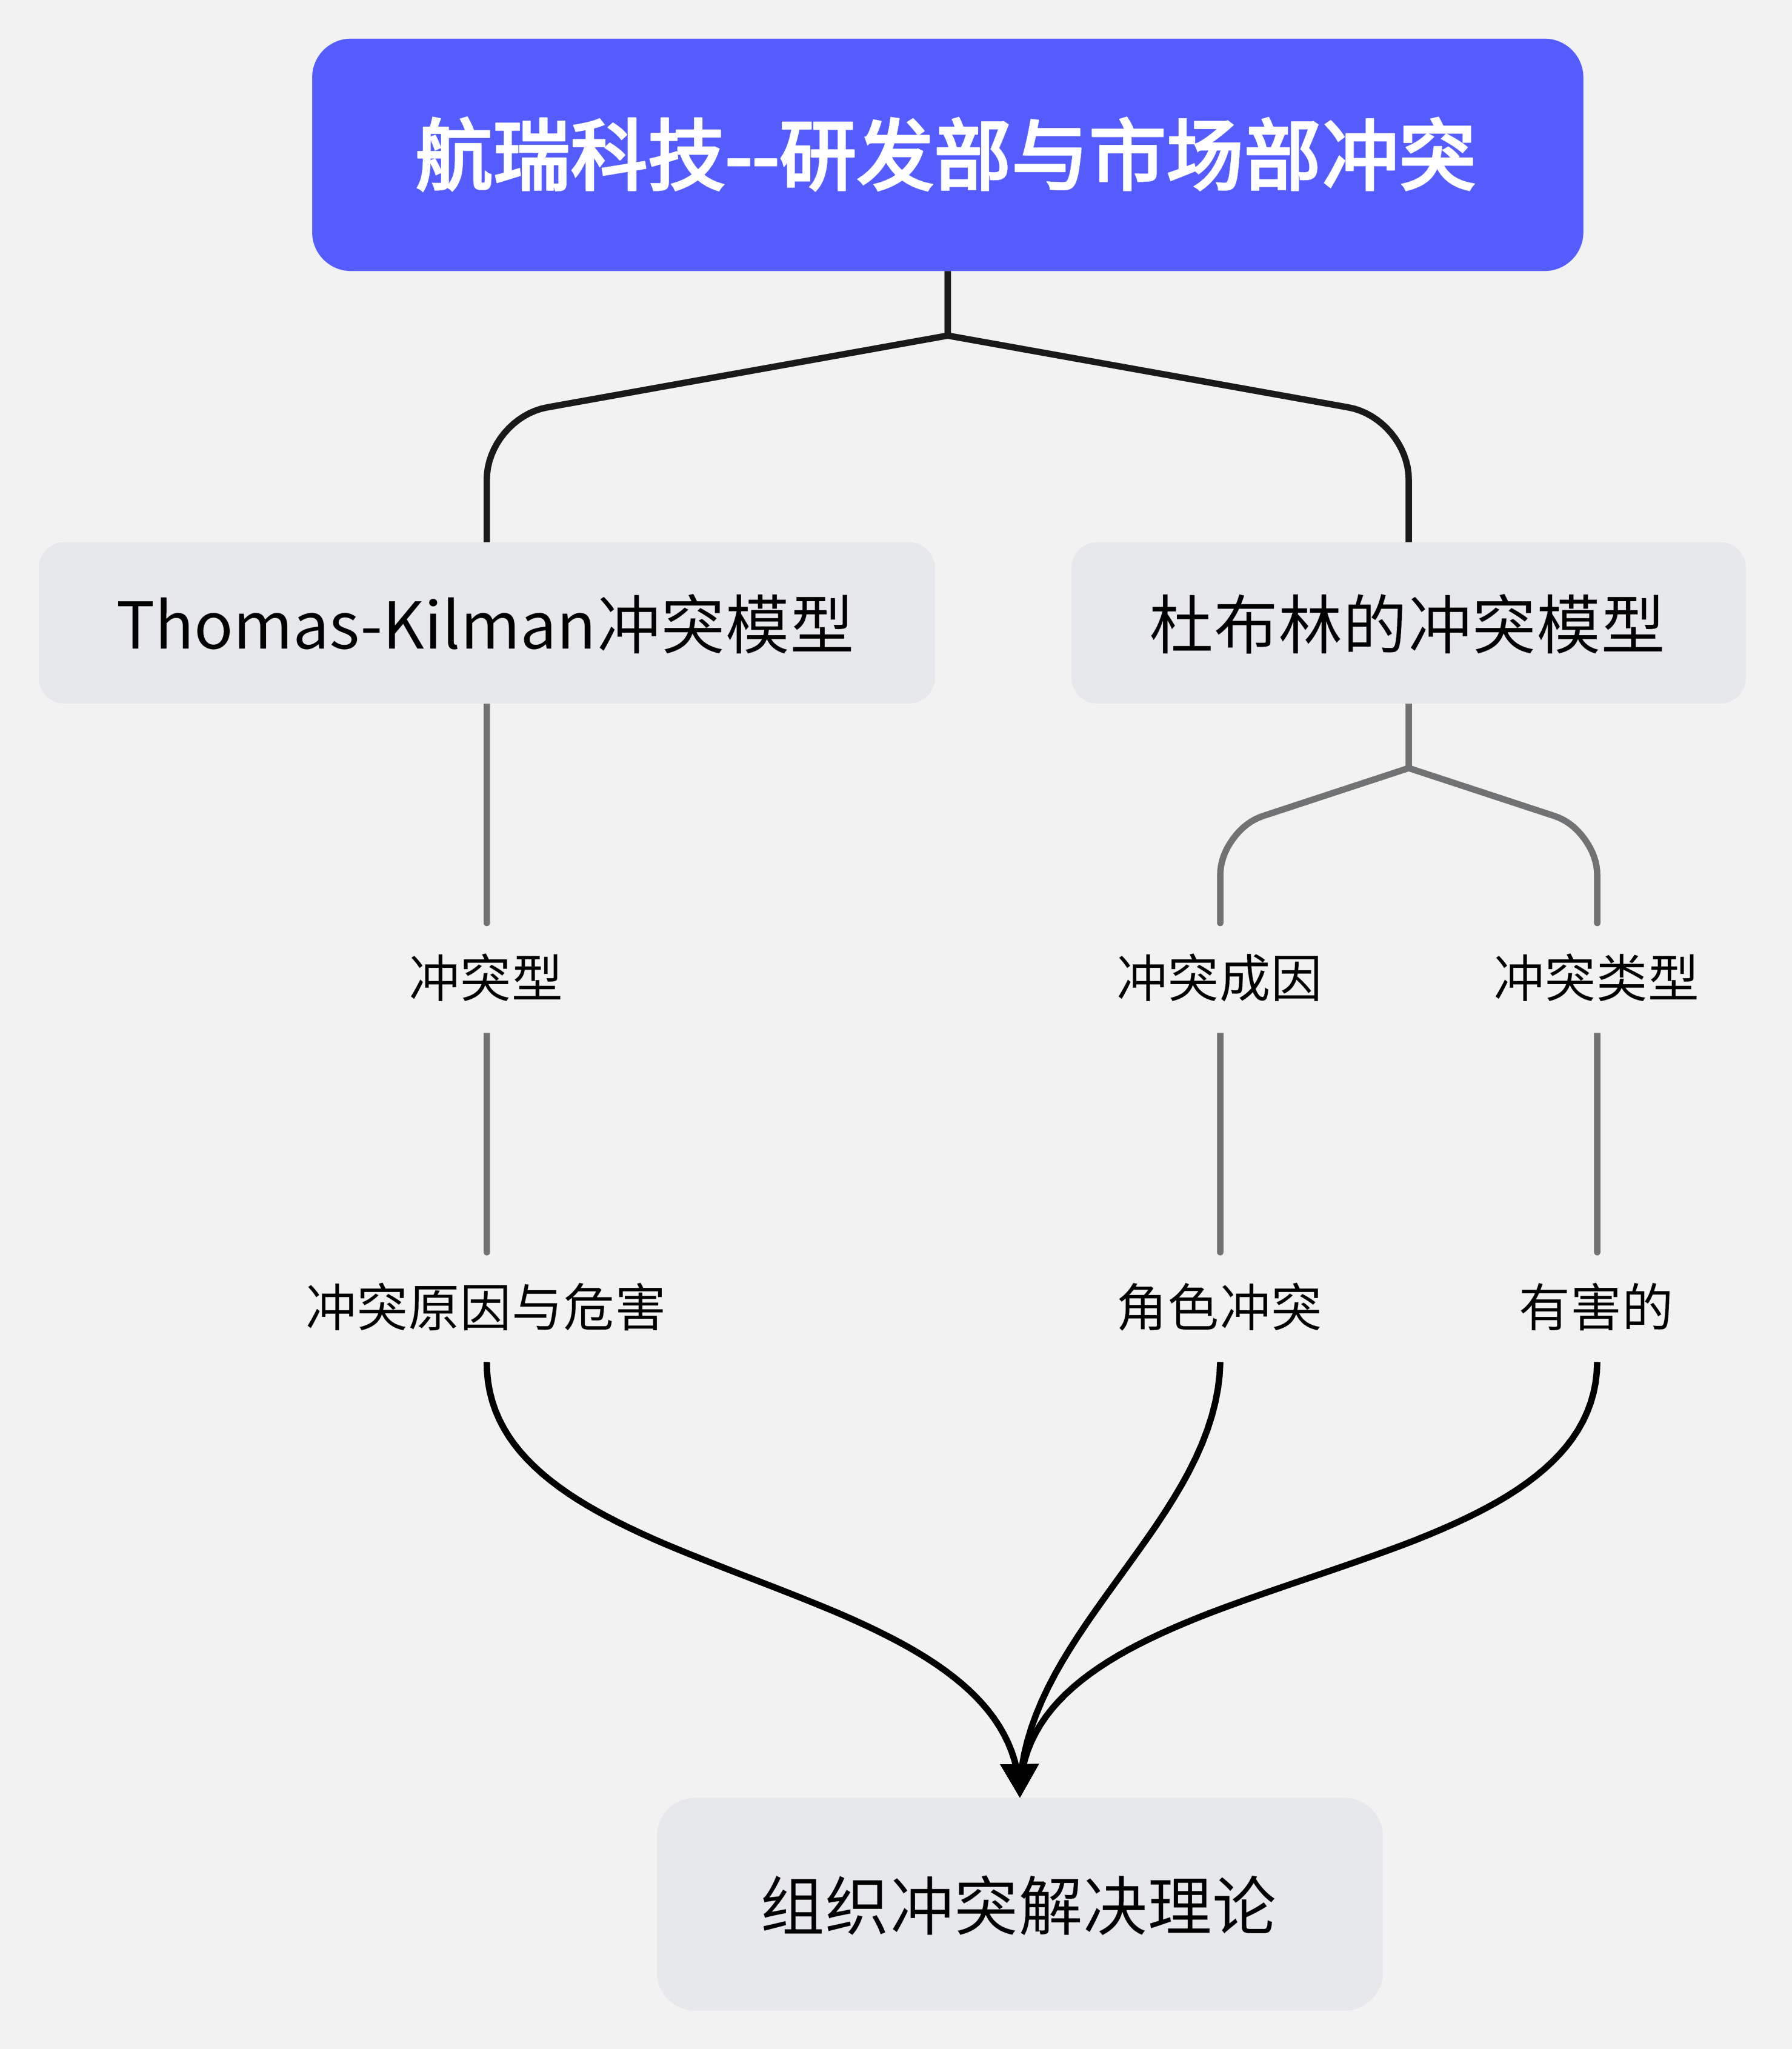 航瑞科技--研发部与市场部冲突
Thomas-Kilman冲突模型
杜布林的冲突模型
冲突型
冲突成因
冲突类型
冲突原因与危害
角色冲突
有害的
组织冲突解决理论